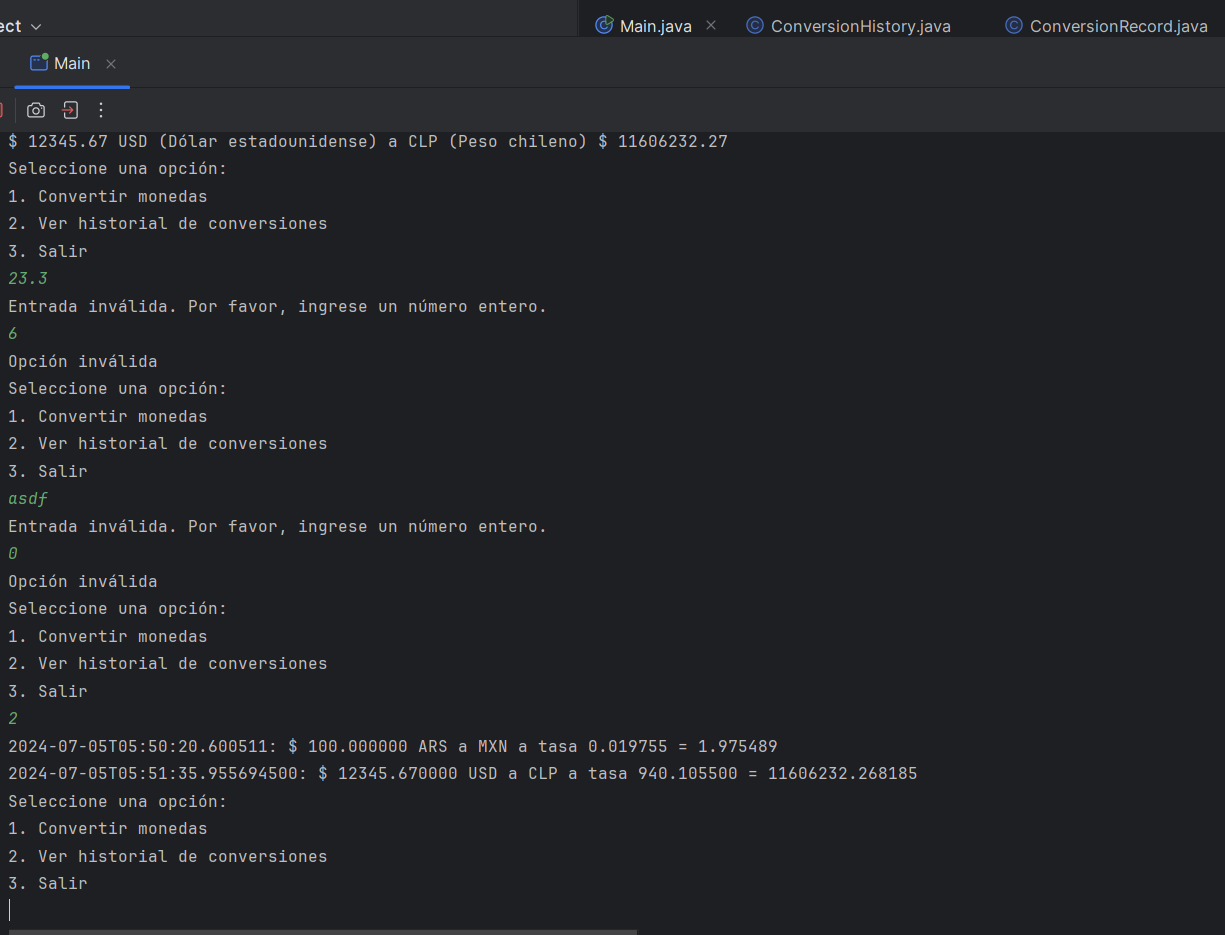 ect
Main.java
ConversionHistory.java
ConversionRecord.java
Main
$ 12345.67 USD (Dólar estadounidense) a CLP (Peso chileno) $ 11606232.27
Seleccione una opción:
1. Convertir monedas
2. Ver historial de conversiones
3. Salir
23.3
Entrada inválida. Por favor, ingrese un número entero.
6
Opción inválida
Seleccione una opción:
1. Convertir monedas
2. Ver historial de conversiones
3. Salir
asdf
Entrada inválida. Por favor, ingrese un número entero.
0
Opción inválida
Seleccione una opción:
1. Convertir monedas
2. Ver historial de conversiones
3. Salir
2
2024-07-05T05:50:20.600511: $ 100.000000 ARS a MXN a tasa 0.019755 = 1.975489
2024-07-05T05:51:35.955694500: $ 12345.670000 USD a CLP a tasa 940.105500 = 11606232.268185
Seleccione una opción:
1. Convertir monedas
2. Ver historial de conversiones
3. Salir